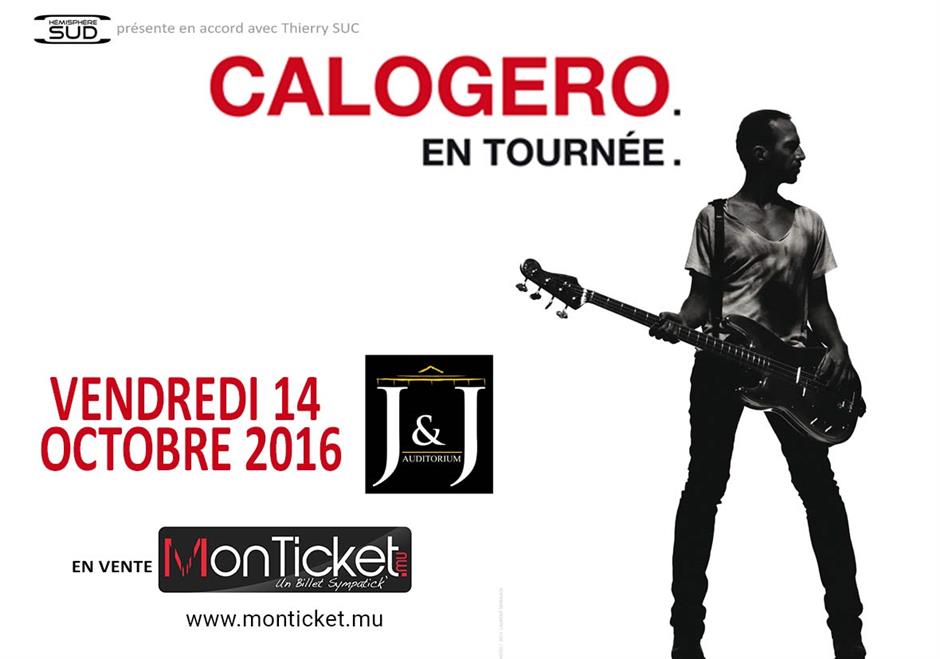 HÉMISPHÈRE
SUD
présente en accord avec Thierry SUC
CALOGERO.
EN TOURNÉE.
VENDREDI 14
OCTOBRE 2016
J & J
AUDITORIUM
EN VENTE
MONTICKET.mu
Un Billet Sympatick'
www.monticket.mu